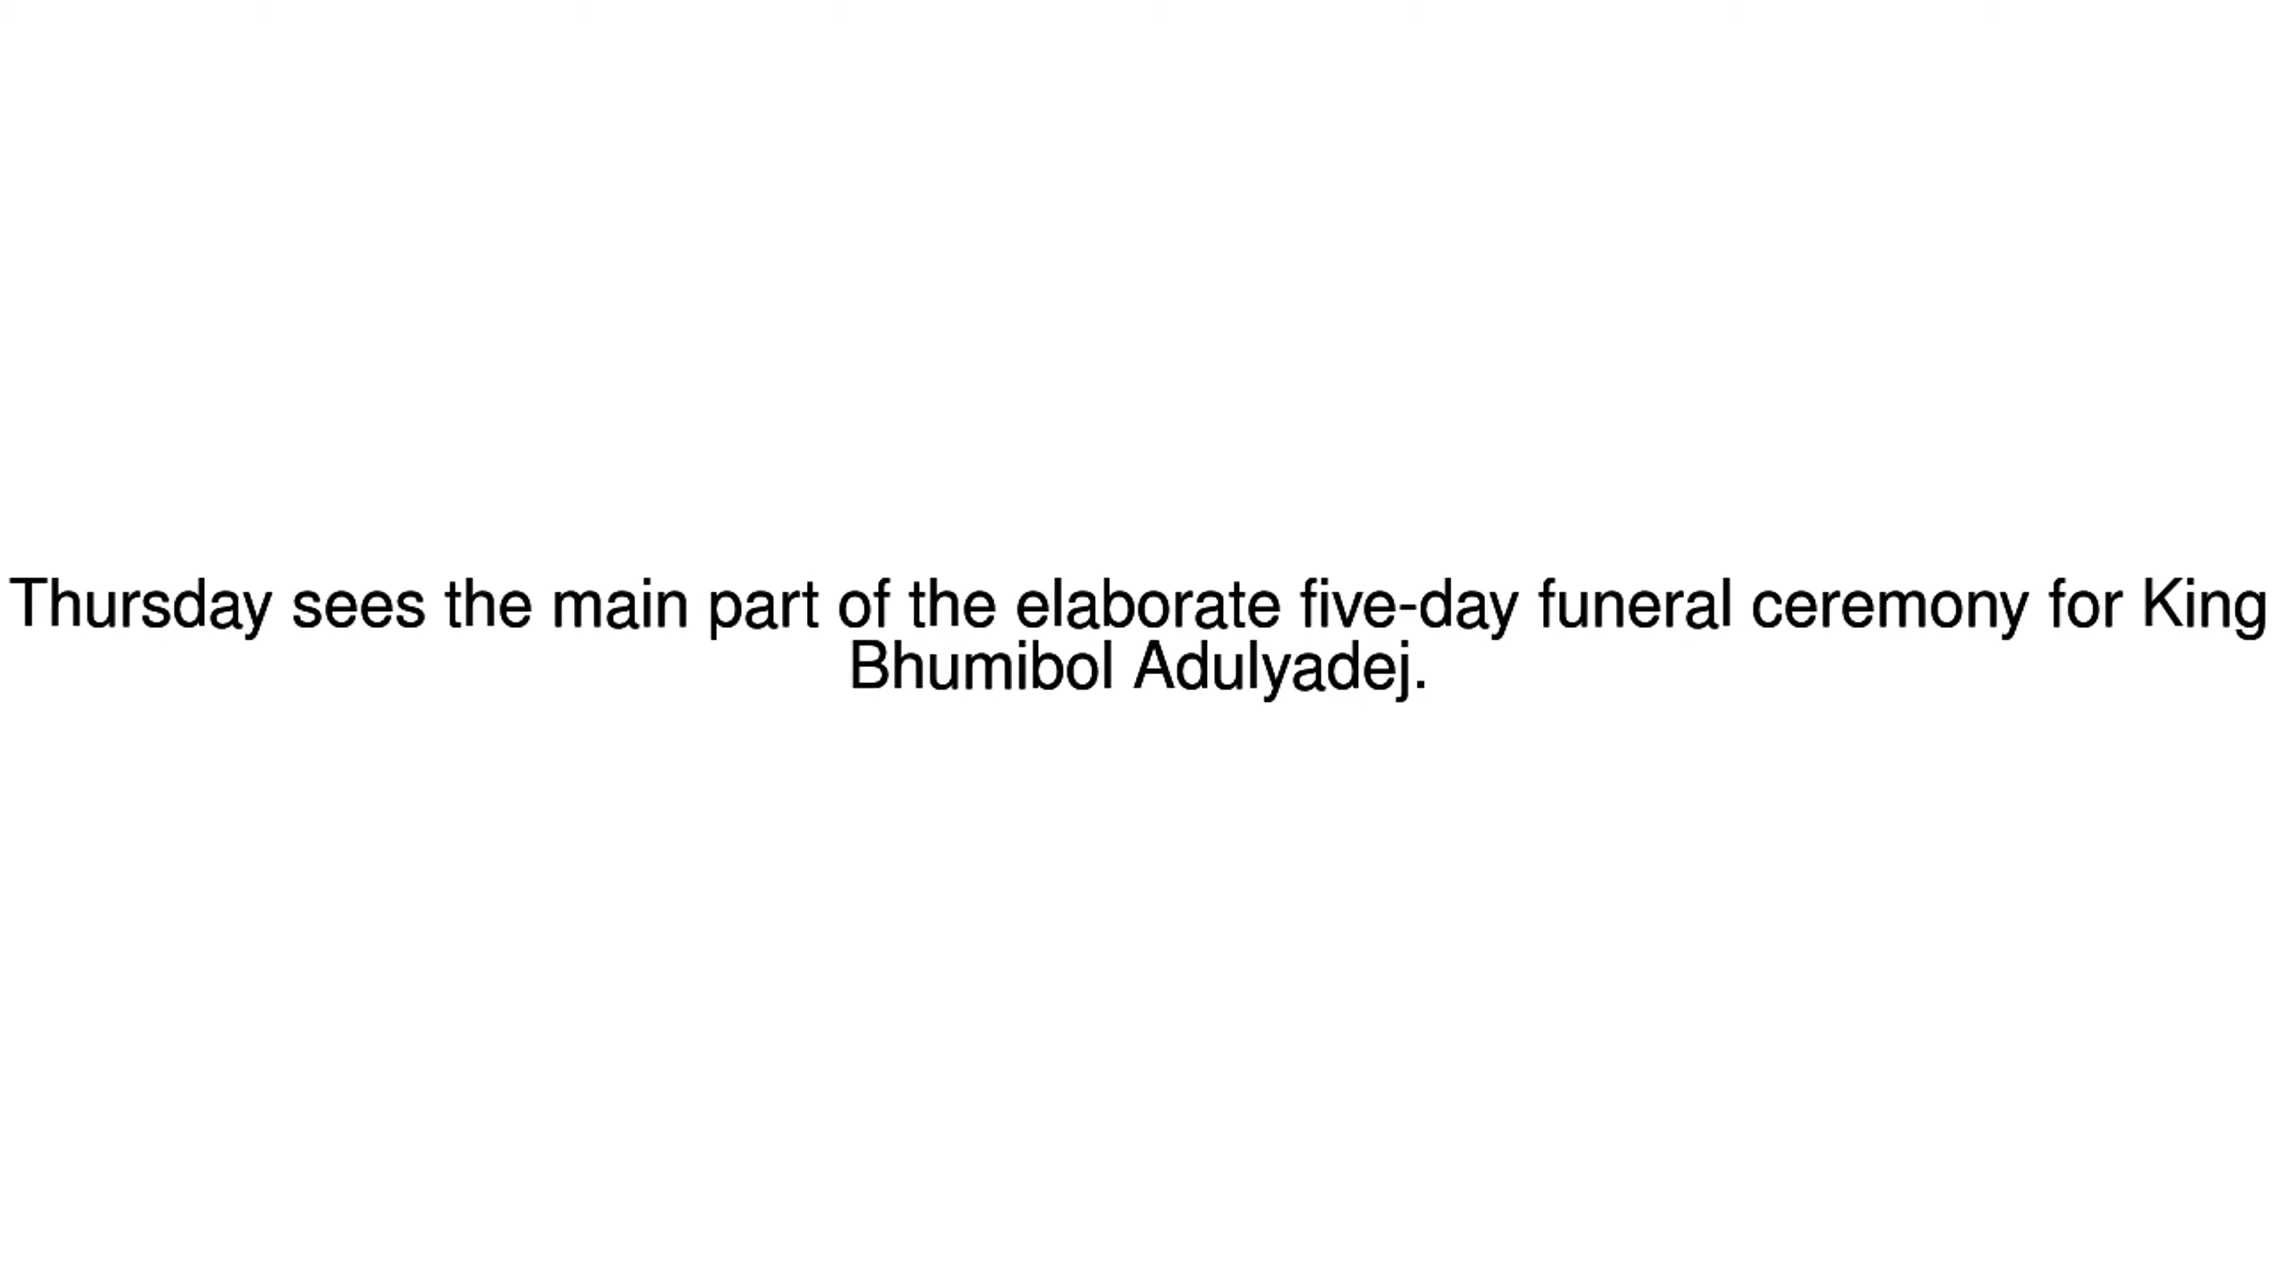 Thursday sees the main part of the elaborate five-day funeral ceremony for King
Bhumibol Adulyadej.